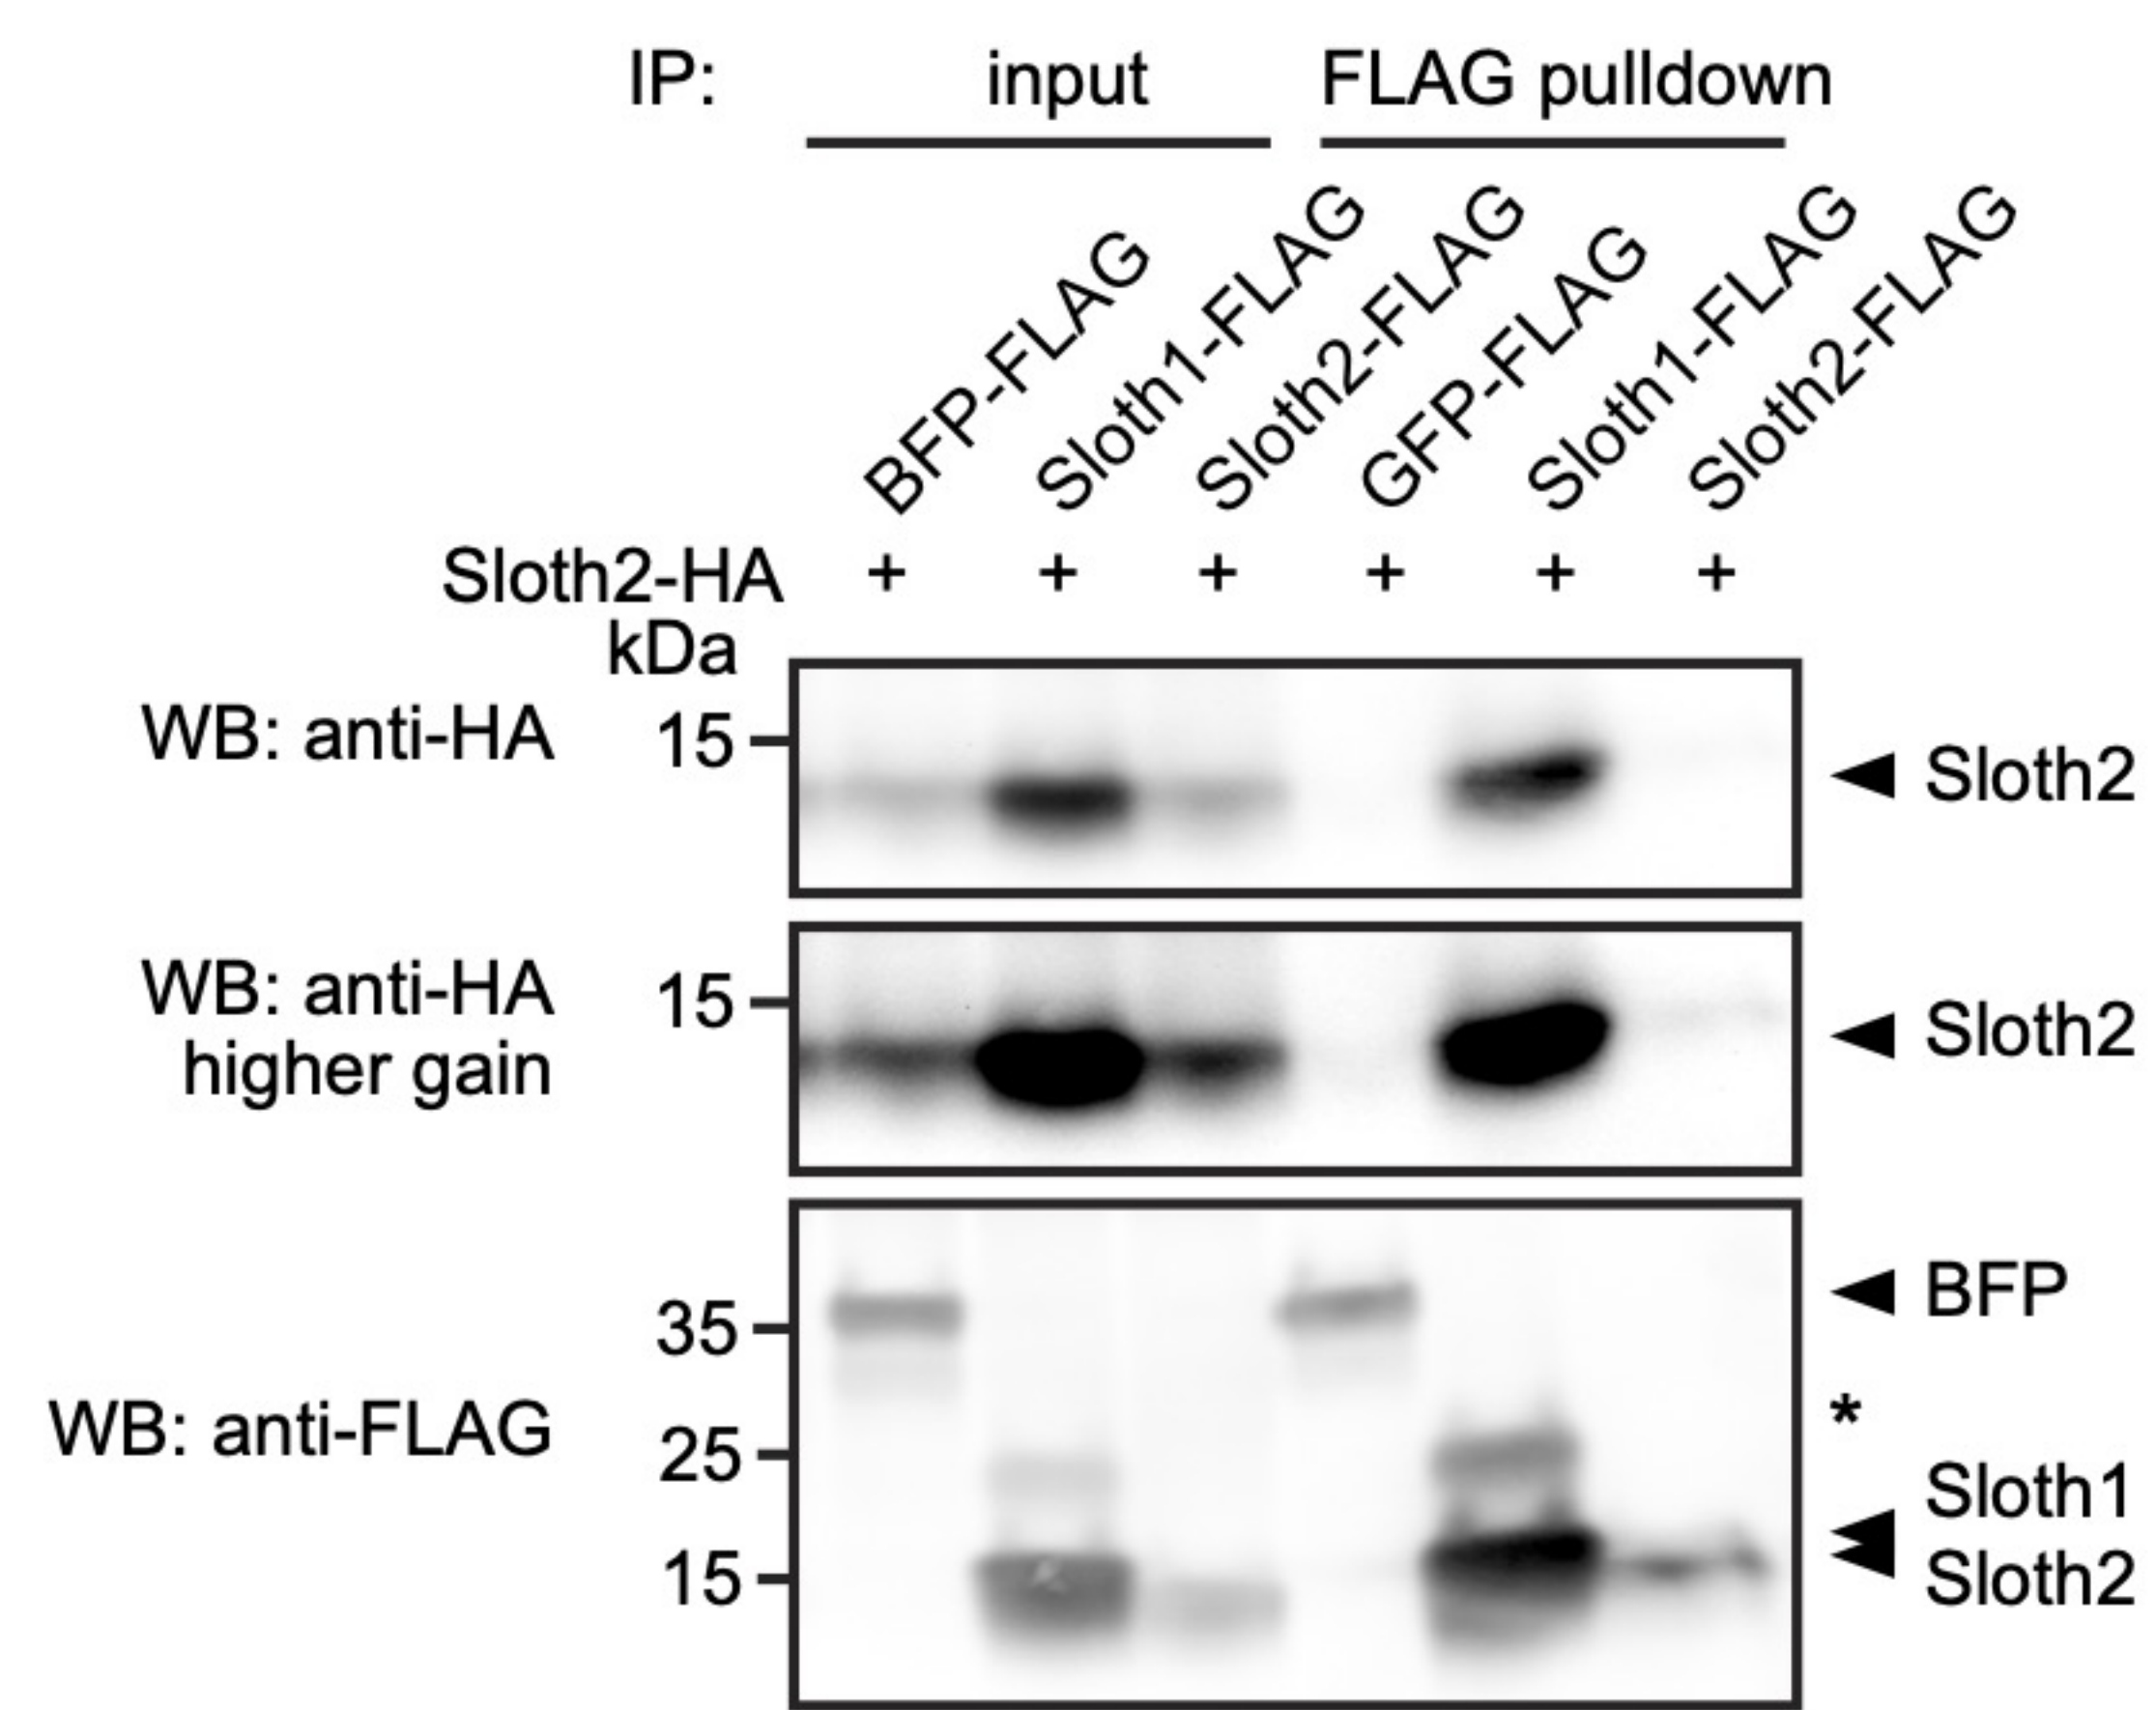 IP: input FLAG pulldown
BFP-FLAG Sloth1-FLAG Sloth2-FLAG GFP-FLAG Sloth1-FLAG Sloth2-FLAG
Sloth2-HA + + + + + +
kDa
WB: anti-HA 15 Sloth2
WB: anti-HA 15 Sloth2
higher gain
BFP
35
*
WB: anti-FLAG
25
Sloth1
15 Sloth2